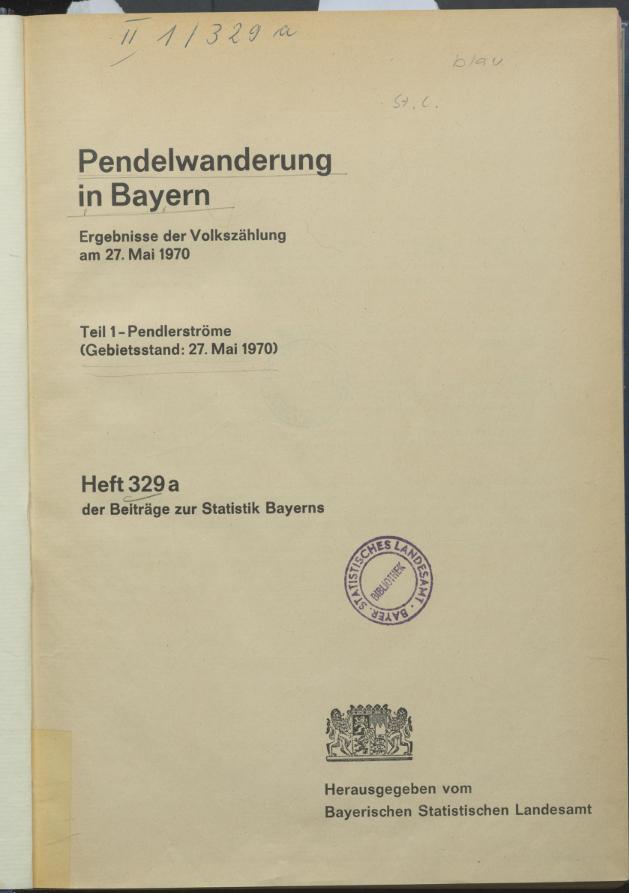 II 1/329 a
blau
St. L.
Pendelwanderung
in Bayern
Ergebnisse der Volkszählung
am 27. Mai 1970
Teil 1 – Pendlerströme
(Gebietsstand: 27. Mai 1970)
Heft 329 a
der Beiträge zur Statistik Bayerns
BAYER. STATISTISCHES LANDESAMT
BIBLIOTHEK
Herausgegeben vom
Bayerischen Statistischen Landesamt